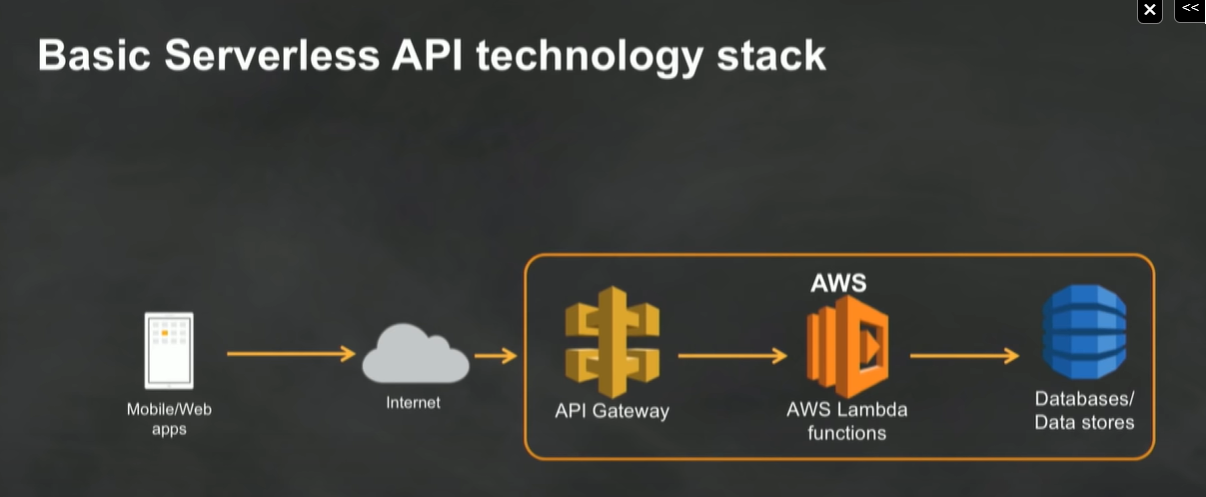 ×
<<
Basic Serverless API technology stack
AWS
Mobile/Web
apps
Internet
API Gateway
AWS Lambda
functions
Databases/
Data stores